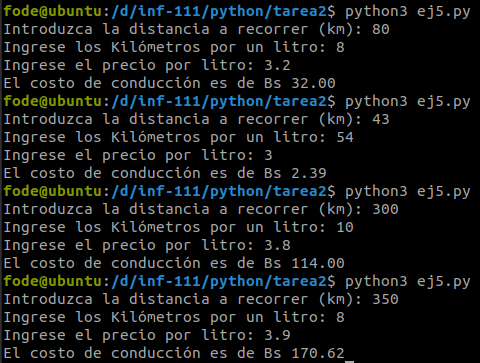 fode@ubuntu:/d/inf-111/python/tarea2$ python3 ej5.py
Introduzca la distancia a recorrer (km): 80
Ingrese los Kilómetros por un litro: 8
Ingrese el precio por litro: 3.2
El costo de conducción es de Bs 32.00
fode@ubuntu:/d/inf-111/python/tarea2$ python3 ej5.py
Introduzca la distancia a recorrer (km): 43
Ingrese los Kilómetros por un litro: 54
Ingrese el precio por litro: 3
El costo de conducción es de Bs 2.39
fode@ubuntu:/d/inf-111/python/tarea2$ python3 ej5.py
Introduzca la distancia a recorrer (km): 300
Ingrese los Kilómetros por un litro: 10
Ingrese el precio por litro: 3.8
El costo de conducción es de Bs 114.00
fode@ubuntu:/d/inf-111/python/tarea2$ python3 ej5.py
Introduzca la distancia a recorrer (km): 350
Ingrese los Kilómetros por un litro: 8
Ingrese el precio por litro: 3.9
El costo de conducción es de Bs 170.62